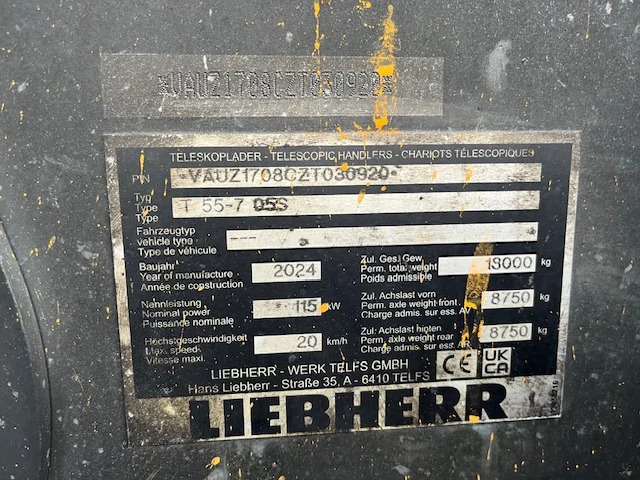 *VAUZ1708CZT030920*
TELESKOPLADER - TELESCOPIC HANDLERS - CHARIOTS TÉLESCOPIQUES
PIN *VAUZ1708CZT030920*
Typ
Type T 55-7 05S
Type
Fahrzeugtyp
vehicle type ---
Type de véhicule
Baujahr
Year of manufacture 2024
Année de construction
Zul. Ges. Gew
Perm. total weight 13000 kg
Poids admissible
Nennleistung
Nominal power 115 kW
Puissance nominale
Zul. Achslast vorn
Perm. axle weight front 8750 kg
Charge admis. sur ess. AV
Höchstgeschwindigkeit
Max. speed 20 km/h
Vitesse maxi.
Zul. Achslast hinten
Perm. axle weight rear 8750 kg
Charge admis. sur ess. AR
LIEBHERR - WERK TELFS GMBH
Hans Liebherr - Straße 35, A - 6410 TELFS
CE UK CA
LIEBHERR